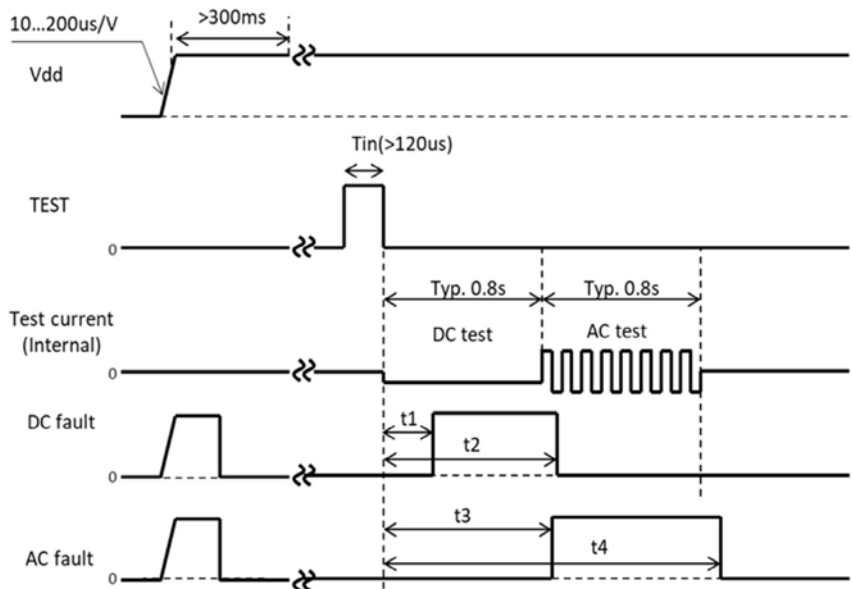 10...200us/V
>300ms
Vdd
Tin(>120us)
TEST
0
Typ. 0.8s
Typ. 0.8s
Test current
(Internal)
DC test
AC test
0
DC fault
t1
t2
0
t3
AC fault
t4
0